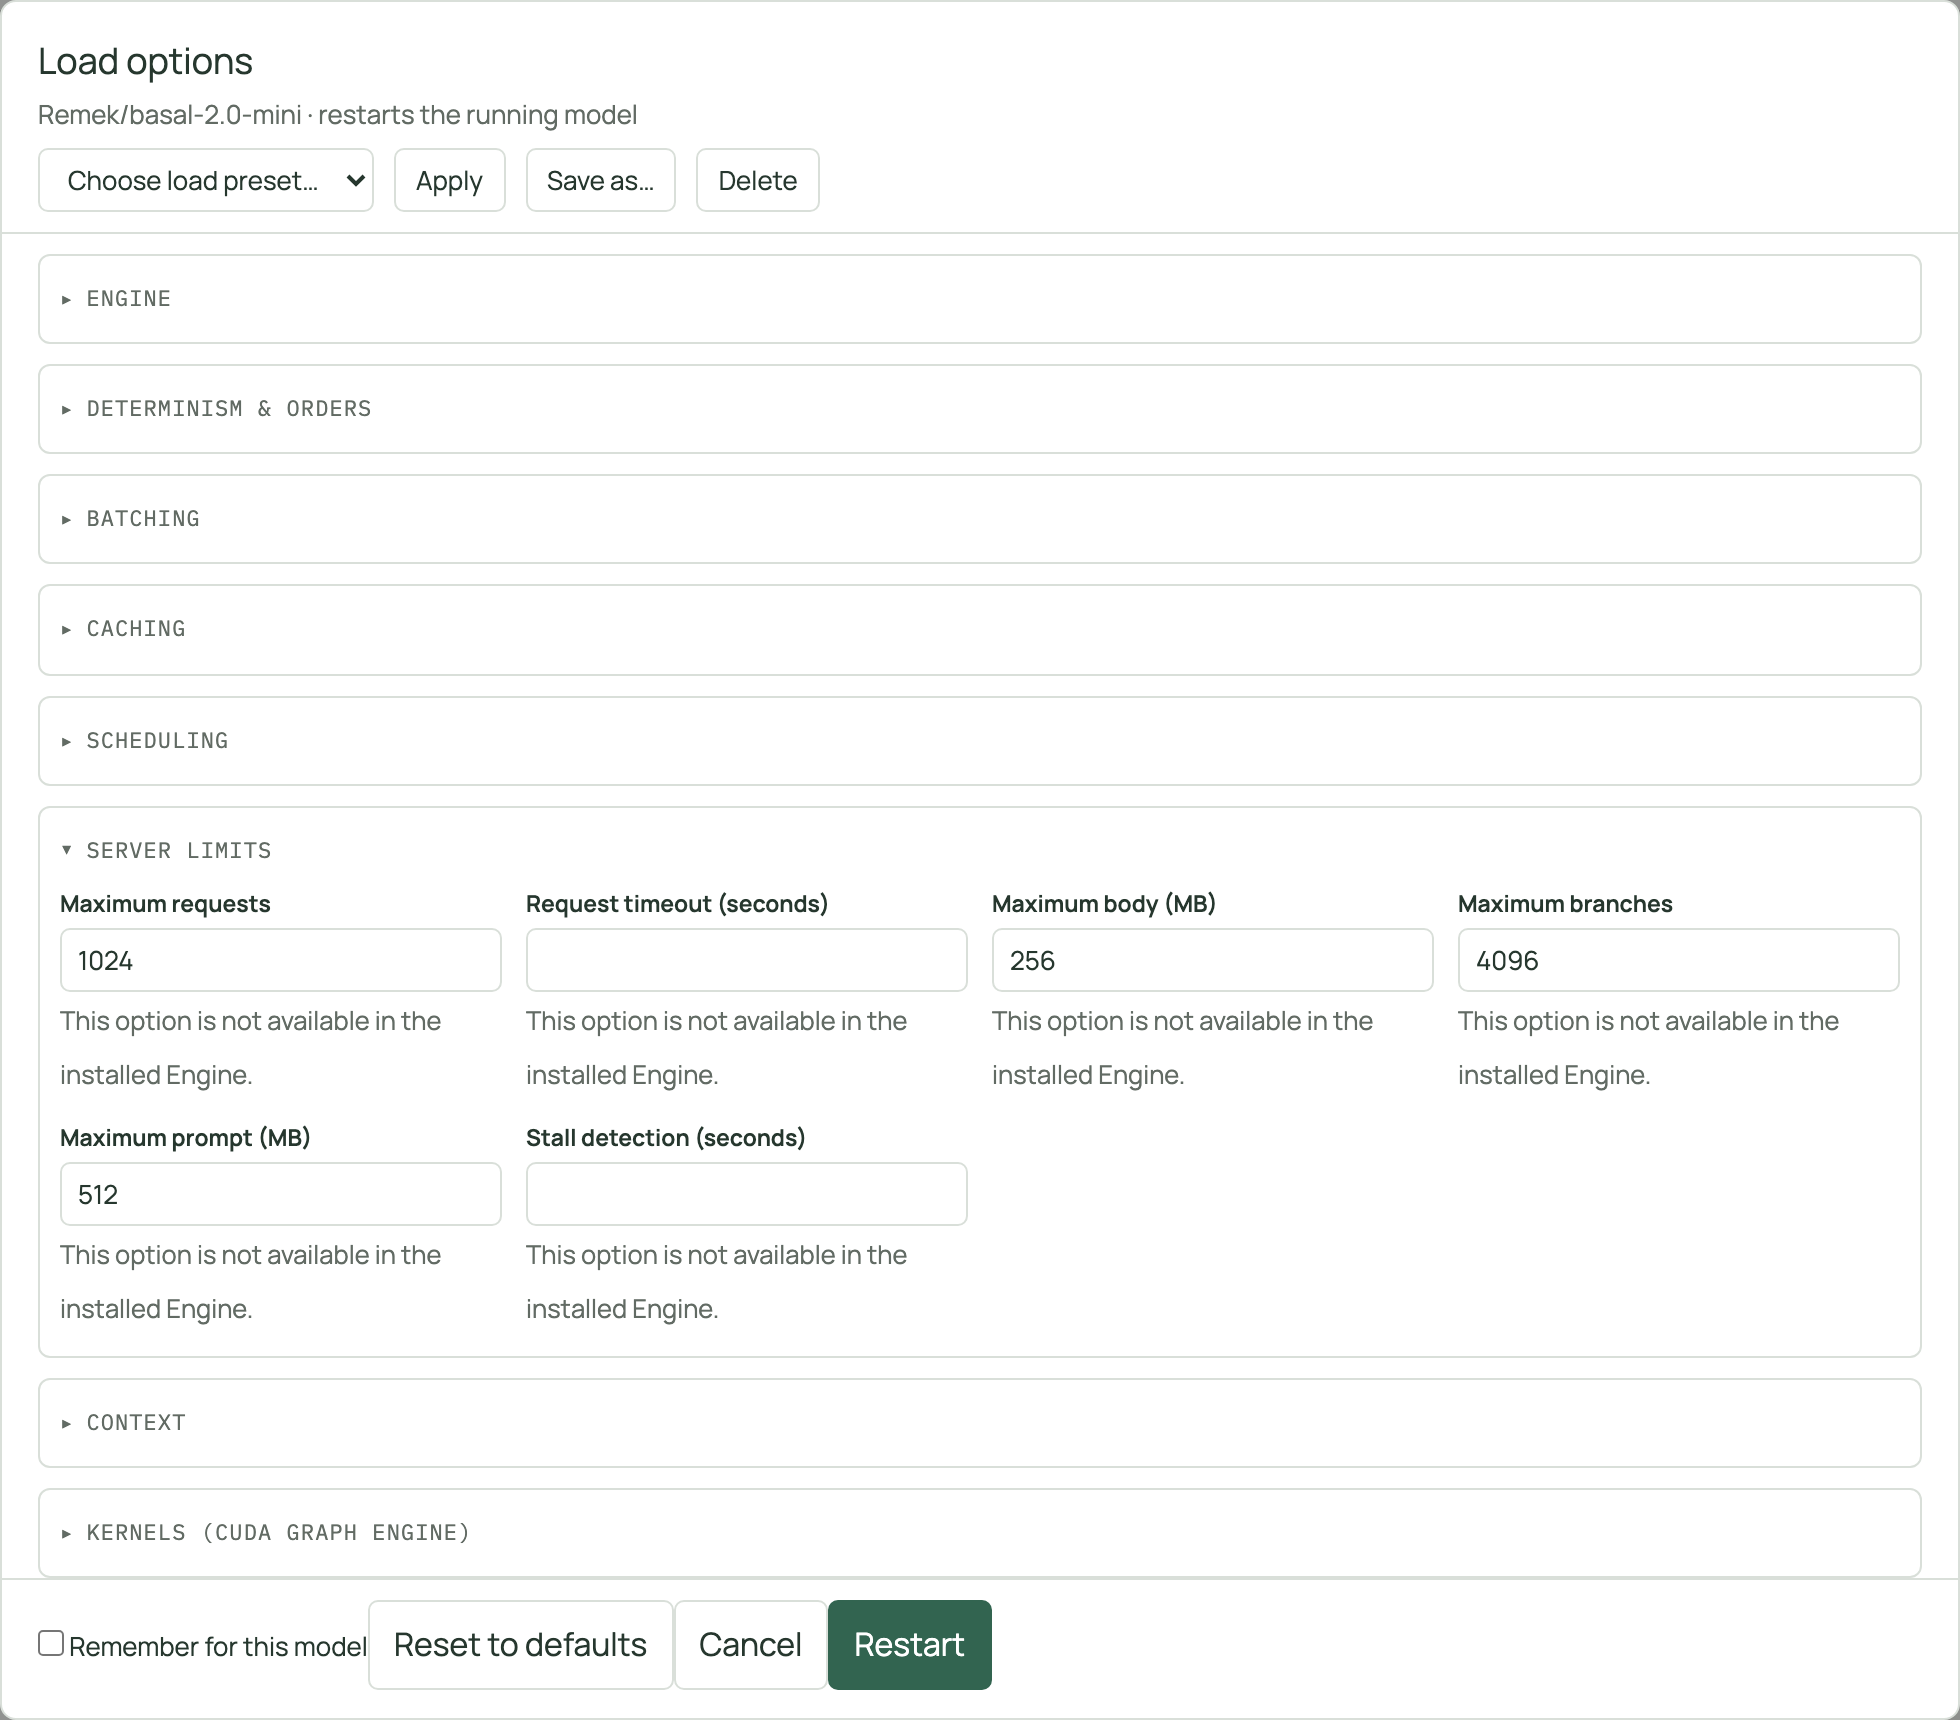 Load options
Remek/basal-2.0-mini · restarts the running model
Choose load preset... Apply Save as... Delete
▸ ENGINE
▸ DETERMINISM & ORDERS
▸ BATCHING
▸ CACHING
▸ SCHEDULING
▾ SERVER LIMITS
Maximum requests Request timeout (seconds) Maximum body (MB) Maximum branches
1024 256 4096
This option is not available in the This option is not available in the This option is not available in the This option is not available in the
installed Engine. installed Engine. installed Engine. installed Engine.
Maximum prompt (MB) Stall detection (seconds)
512
This option is not available in the This option is not available in the
installed Engine. installed Engine.
▸ CONTEXT
▸ KERNELS (CUDA GRAPH ENGINE)
Remember for this model Reset to defaults Cancel Restart